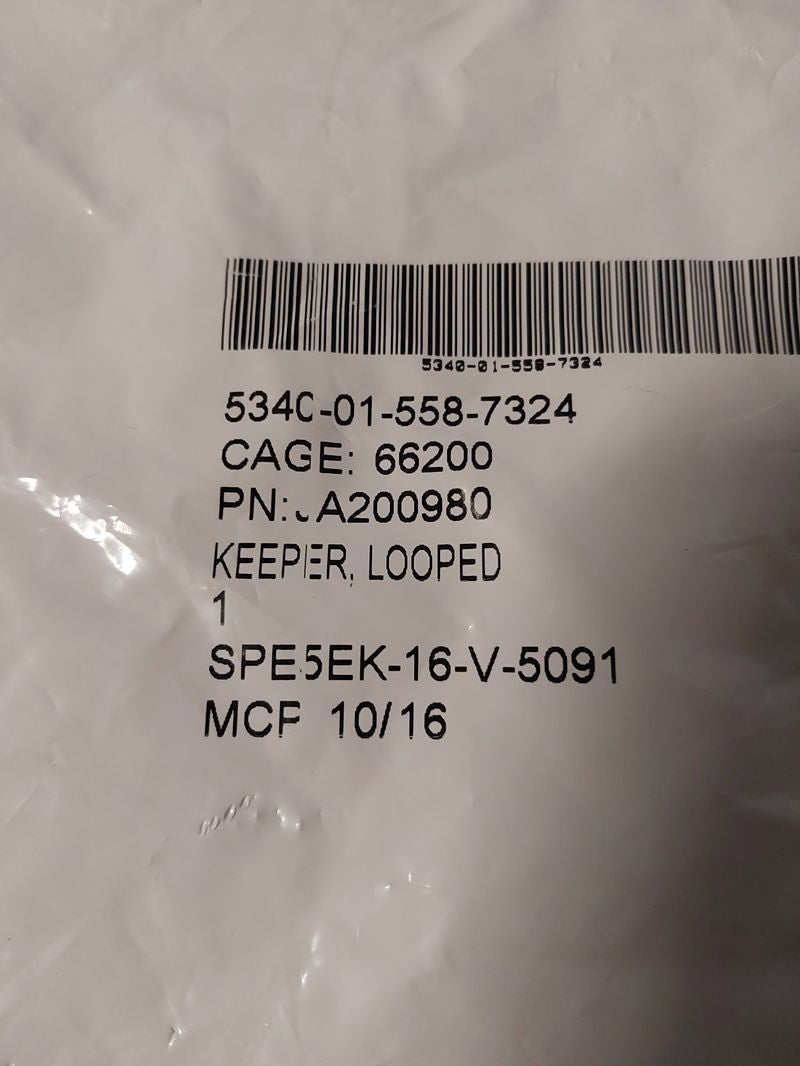 5340-01-558-7324
5340-01-558-7324
CAGE: 66200
PN: JA200980
KEEPER, LOOPED
1
SPE5EK-16-V-5091
MCP 10/16